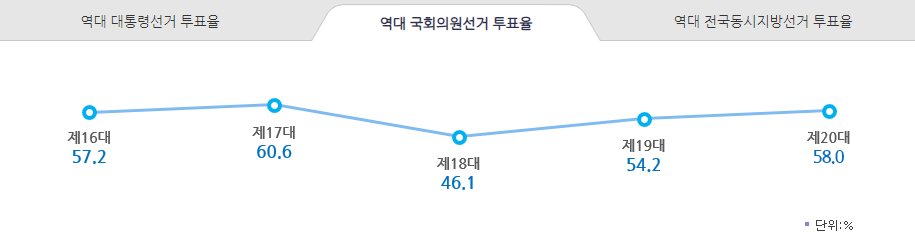 역대 대통령선거 투표율
역대 국회의원선거 투표율
역대 전국동시지방선거 투표율
제16대
57.2
제17대
60.6
제18대
46.1
제19대
54.2
제20대
58.0
단위:%